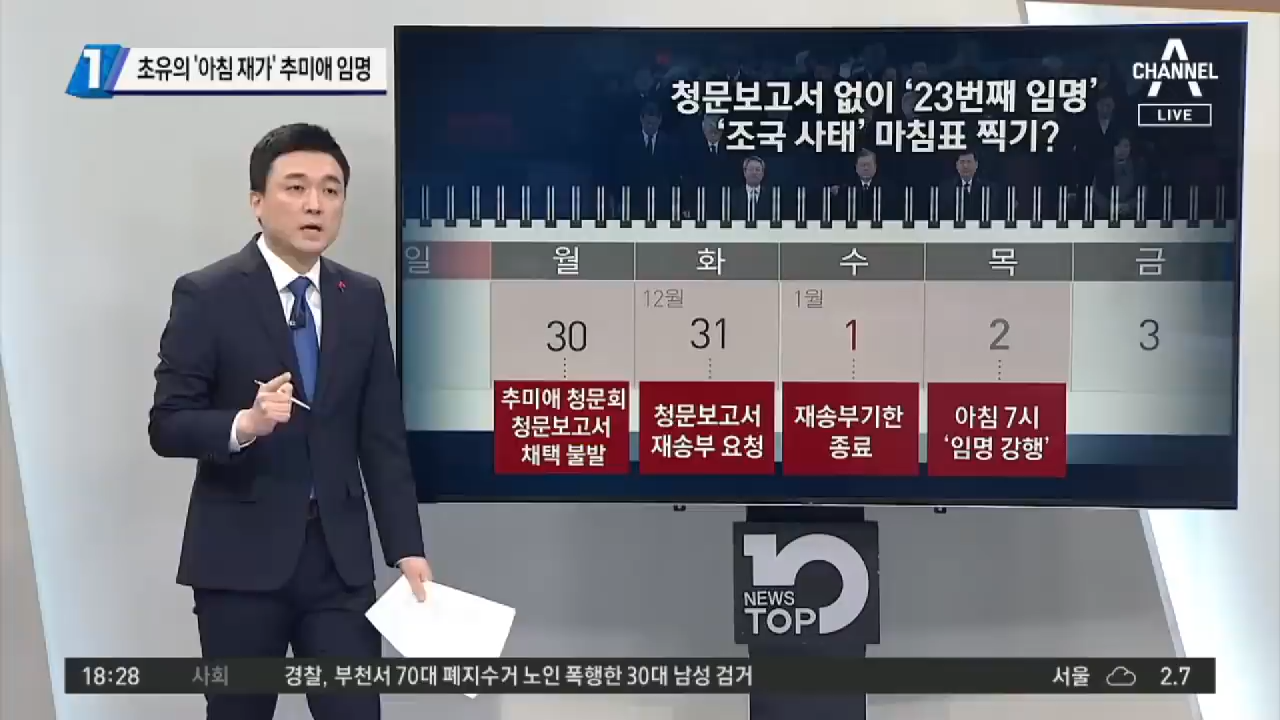 1 초유의 '아침 재가' 추미애 임명
CHANNEL A
LIVE
청문보고서 없이 ‘23번째 임명’
‘조국 사태’ 마침표 찍기?
일 월 화 수 목 금
12월 1월
30 31 1 2 3
추미애 청문회
청문보고서
채택 불발
청문보고서
재송부 요청
재송부기한
종료
아침 7시
‘임명 강행’
NEWS
TOP
10
18:28 사회 경찰, 부천서 70대 폐지수거 노인 폭행한 30대 남성 검거 서울 2.7